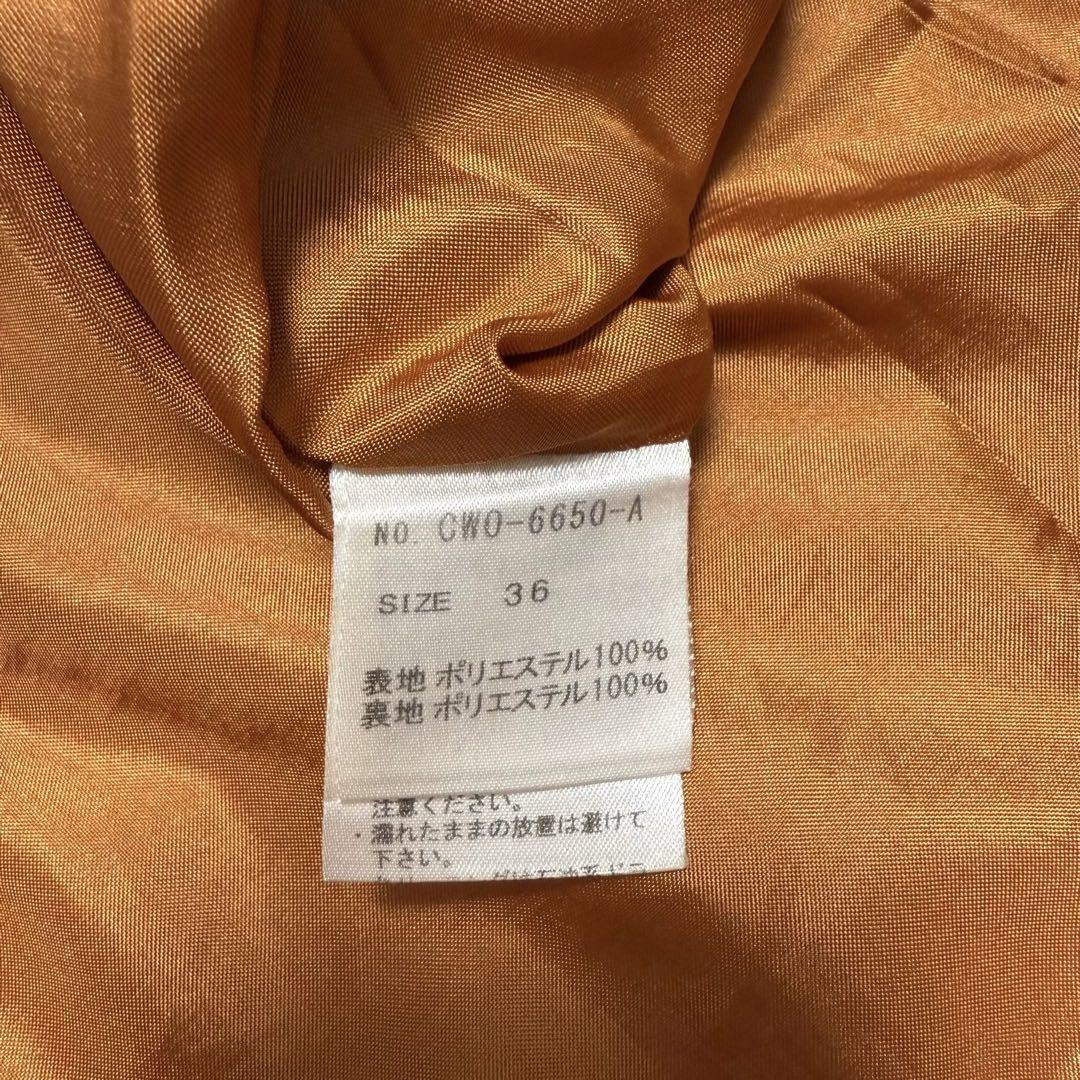 No. CWO-6650-A
SIZE 36
表地 ポリエステル100%
裏地 ポリエステル100%
注意ください。
・濡れたままの放置は避けて
下さい。